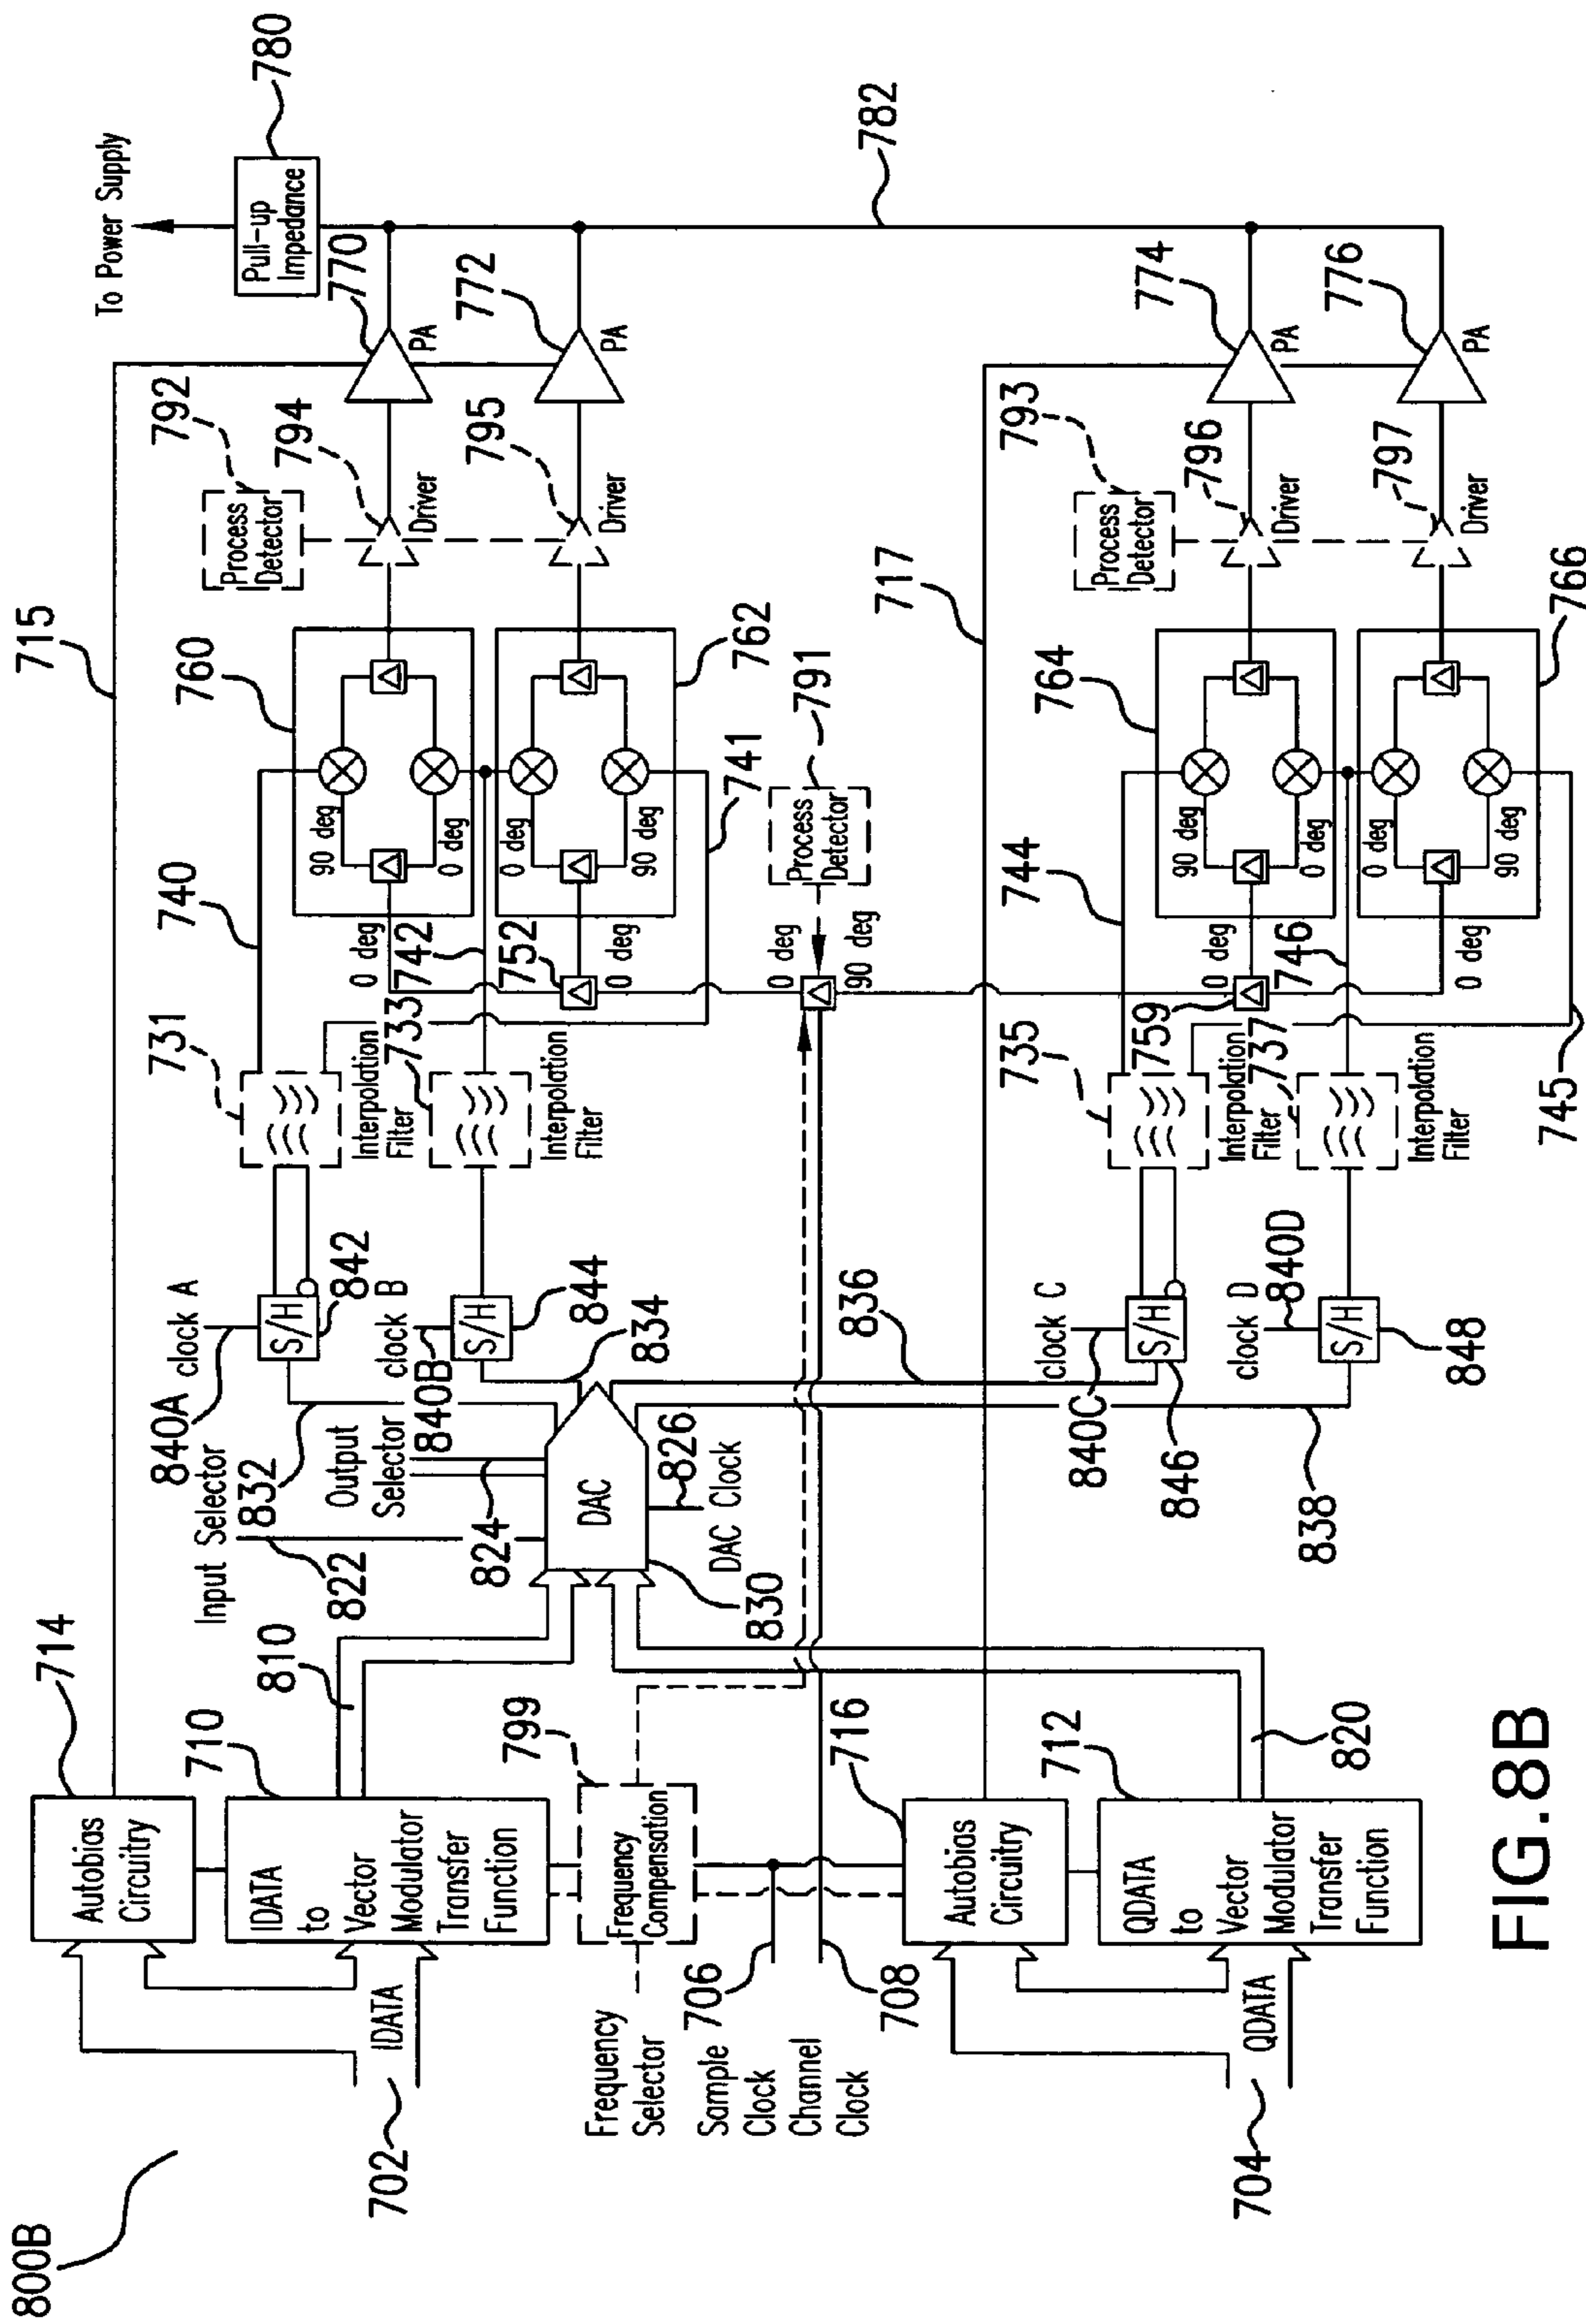 800B
702
IDATA
714
Autobias
Circuitry
715
710
IDATA
to
Vector
Modulator
Transfer
Function
810
Frequency
Selector
799
Frequency
Compensation
Sample
Clock
706
Channel
Clock
708
716
Autobias
Circuitry
717
704
QDATA
712
QDATA
to
Vector
Modulator
Transfer
Function
820
Input Selector
822
Output
Selector
824
DAC
830
DAC Clock
826
832
834
836
838
840A
clock A
S/H
842
840B
clock B
S/H
844
840C
clock C
S/H
846
840D
clock D
S/H
848
731
Interpolation
Filter
733
Interpolation
Filter
735
Interpolation
Filter
737
Interpolation
Filter
740
742
741
744
746
745
0 deg
752
0 deg
0 deg
90 deg
Process
Detector
791
0 deg
759
0 deg
760
90 deg
0 deg
762
0 deg
90 deg
764
90 deg
0 deg
766
0 deg
90 deg
Process
Detector
792
794
Driver
795
Driver
Process
Detector
793
796
Driver
797
Driver
770
PA
772
PA
774
PA
776
PA
To Power Supply
Pull-up
Impedance
780
782
FIG.8B